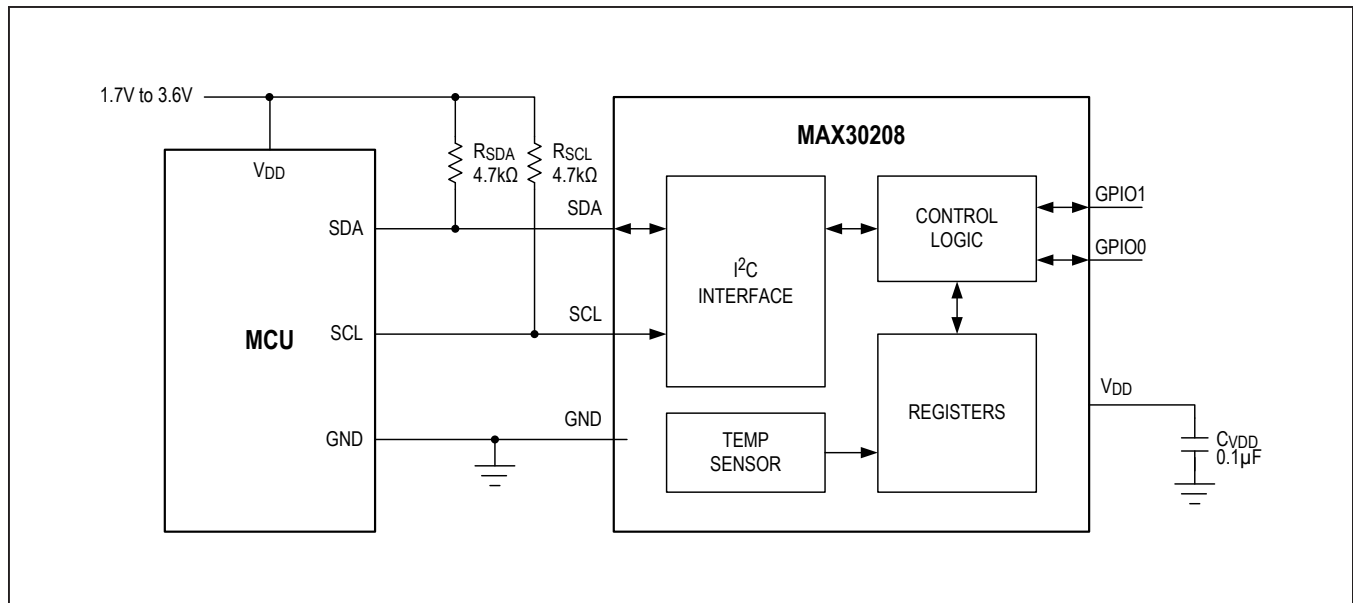 1.7V to 3.6V
MAX30208
VDD
RSDA
4.7kΩ
RSCL
4.7kΩ
SDA
SDA
I2C
INTERFACE
CONTROL
LOGIC
GPIO1
GPIO0
MCU
SCL
SCL
REGISTERS
VDD
GND
GND
TEMP
SENSOR
CVDD
0.1µF